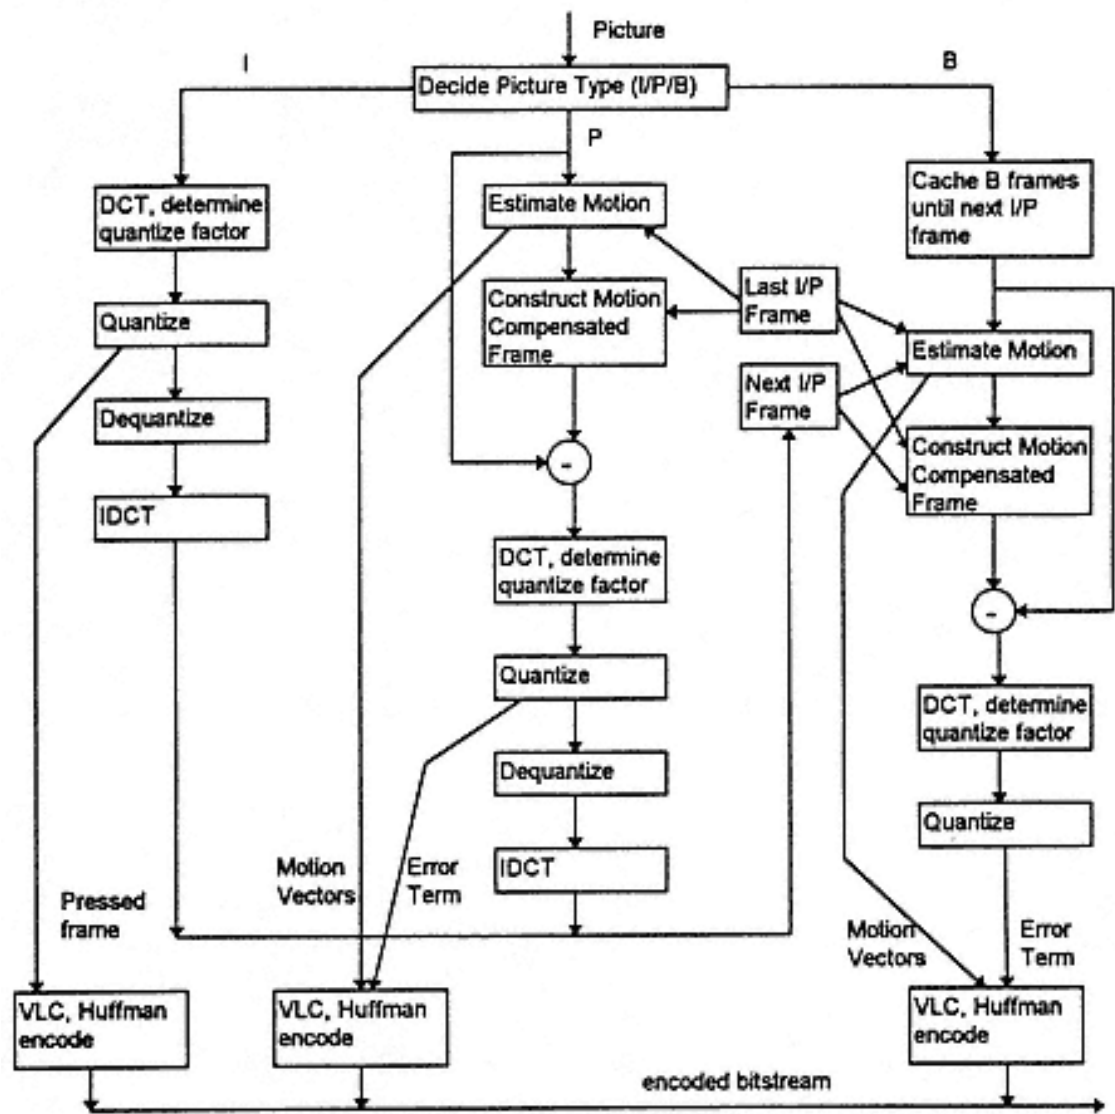 Picture
I
B
Decide Picture Type (I/P/B)
P
DCT, determine
quantize factor
Quantize
Dequantize
IDCT
Estimate Motion
Construct Motion
Compensated
Frame
-
DCT, determine
quantize factor
Quantize
Dequantize
IDCT
Last I/P
Frame
Next I/P
Frame
Cache B frames
until next I/P
frame
Estimate Motion
Construct Motion
Compensated
Frame
-
DCT, determine
quantize factor
Quantize
Pressed
frame
Motion
Vectors
Error
Term
Motion
Vectors
Error
Term
VLC, Huffman
encode
VLC, Huffman
encode
VLC, Huffman
encode
encoded bitstream